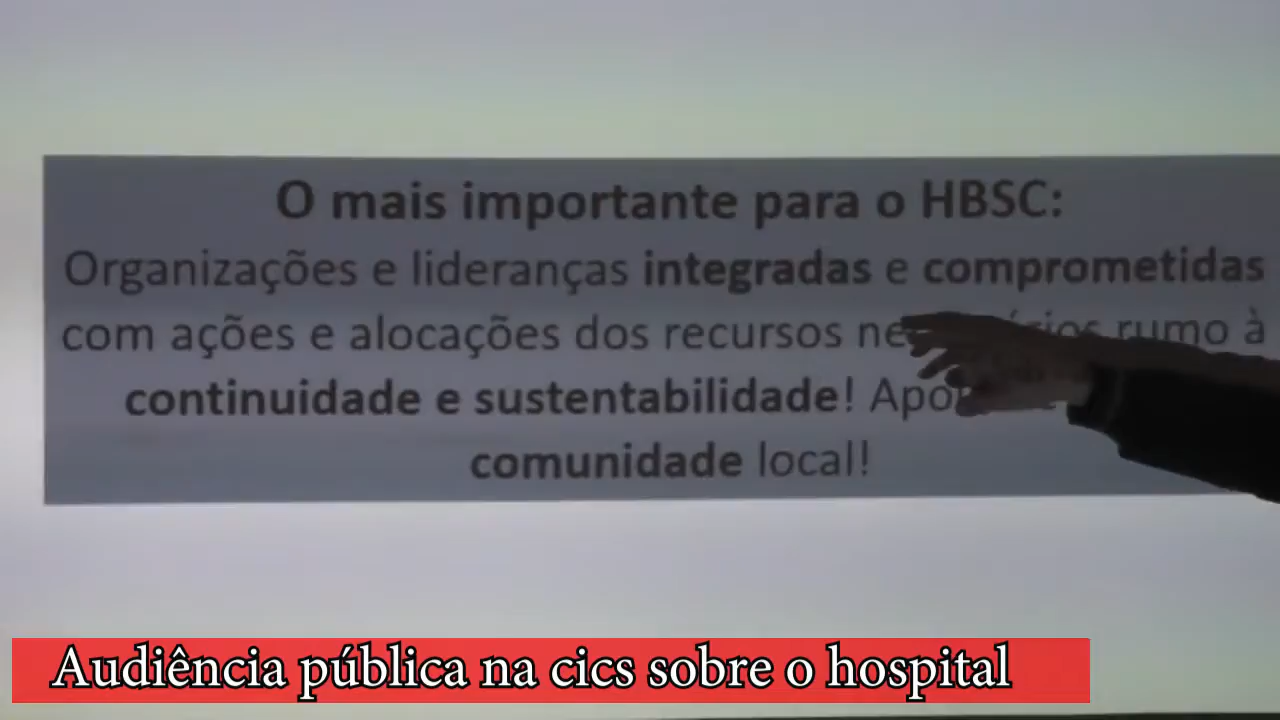 O mais importante para o HBSC:
Organizações e lideranças integradas e comprometidas
com ações e alocações dos recursos rumo à
continuidade e sustentabilidade!
comunidade local!
Audiência pública na cics sobre o hospital